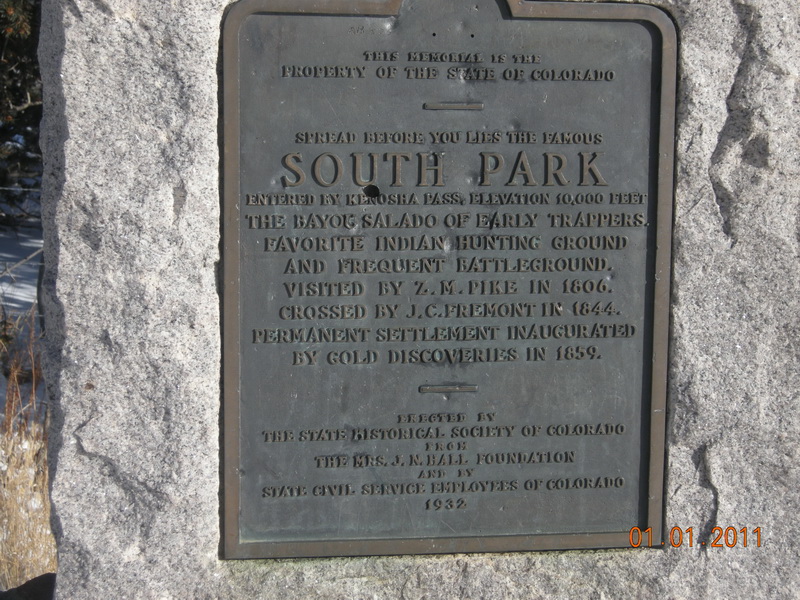 THIS MEMORIAL IS THE
PROPERTY OF THE STATE OF COLORADO
SPREAD BEFORE YOU LIES THE FAMOUS
SOUTH PARK
ENTERED BY KENOSHA PASS, ELEVATION 10,000 FEET
THE BAYOU SALADO OF EARLY TRAPPERS.
FAVORITE INDIAN HUNTING GROUND
AND FREQUENT BATTLEGROUND.
VISITED BY Z.M.PIKE IN 1806.
CROSSED BY J.C.FREMONT IN 1844.
PERMANENT SETTLEMENT INAUGURATED
BY GOLD DISCOVERIES IN 1859.
ERECTED BY
THE STATE HISTORICAL SOCIETY OF COLORADO
FROM
THE MRS. J.N. HALL FOUNDATION
AND BY
STATE CIVIL SERVICE EMPLOYEES OF COLORADO
1932
01.01.2011